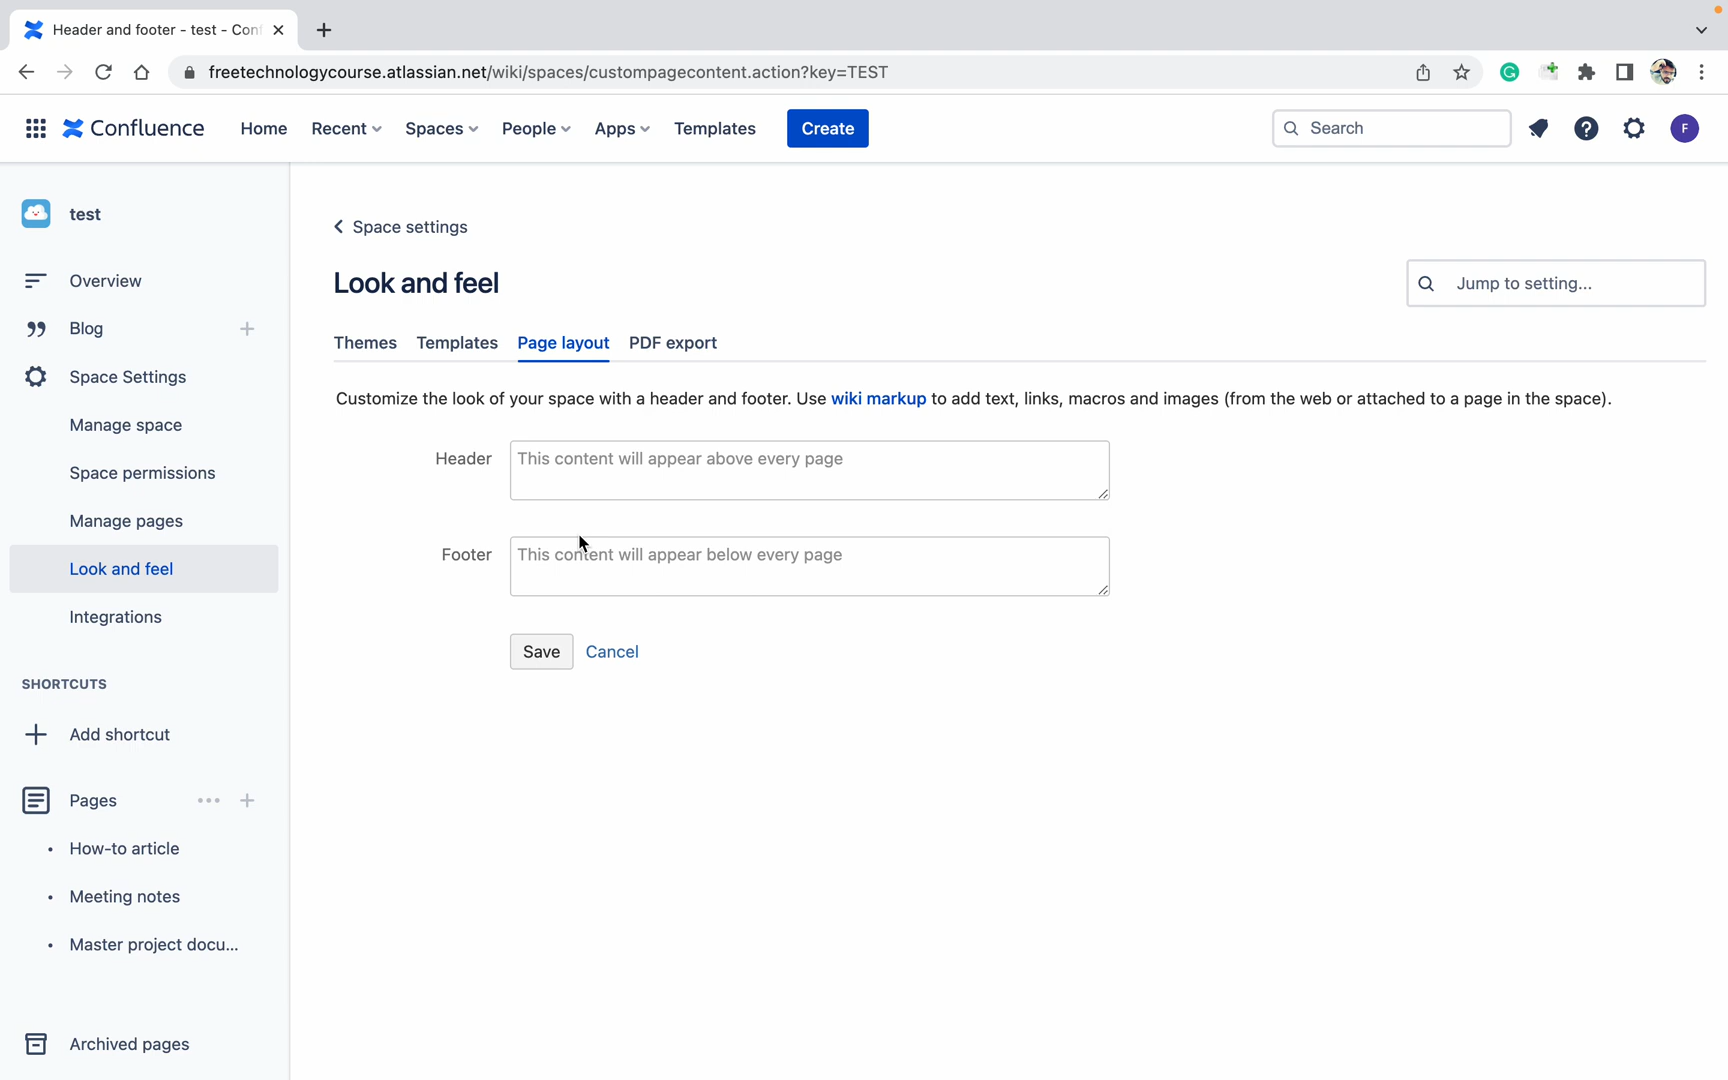 Header and footer - test - Conf
freetechnologycourse.atlassian.net/wiki/spaces/custompagecontent.action?key=TEST
Confluence Home Recent Spaces People Apps Templates Create Search F
test
Overview
Blog
Space Settings
Manage space
Space permissions
Manage pages
Look and feel
Integrations
SHORTCUTS
Add shortcut
Pages
How-to article
Meeting notes
Master project docu...
Archived pages
Space settings
Look and feel
Jump to setting...
Themes Templates Page layout PDF export
Customize the look of your space with a header and footer. Use wiki markup to add text, links, macros and images (from the web or attached to a page in the space).
Header This content will appear above every page
Footer This content will appear below every page
Save Cancel